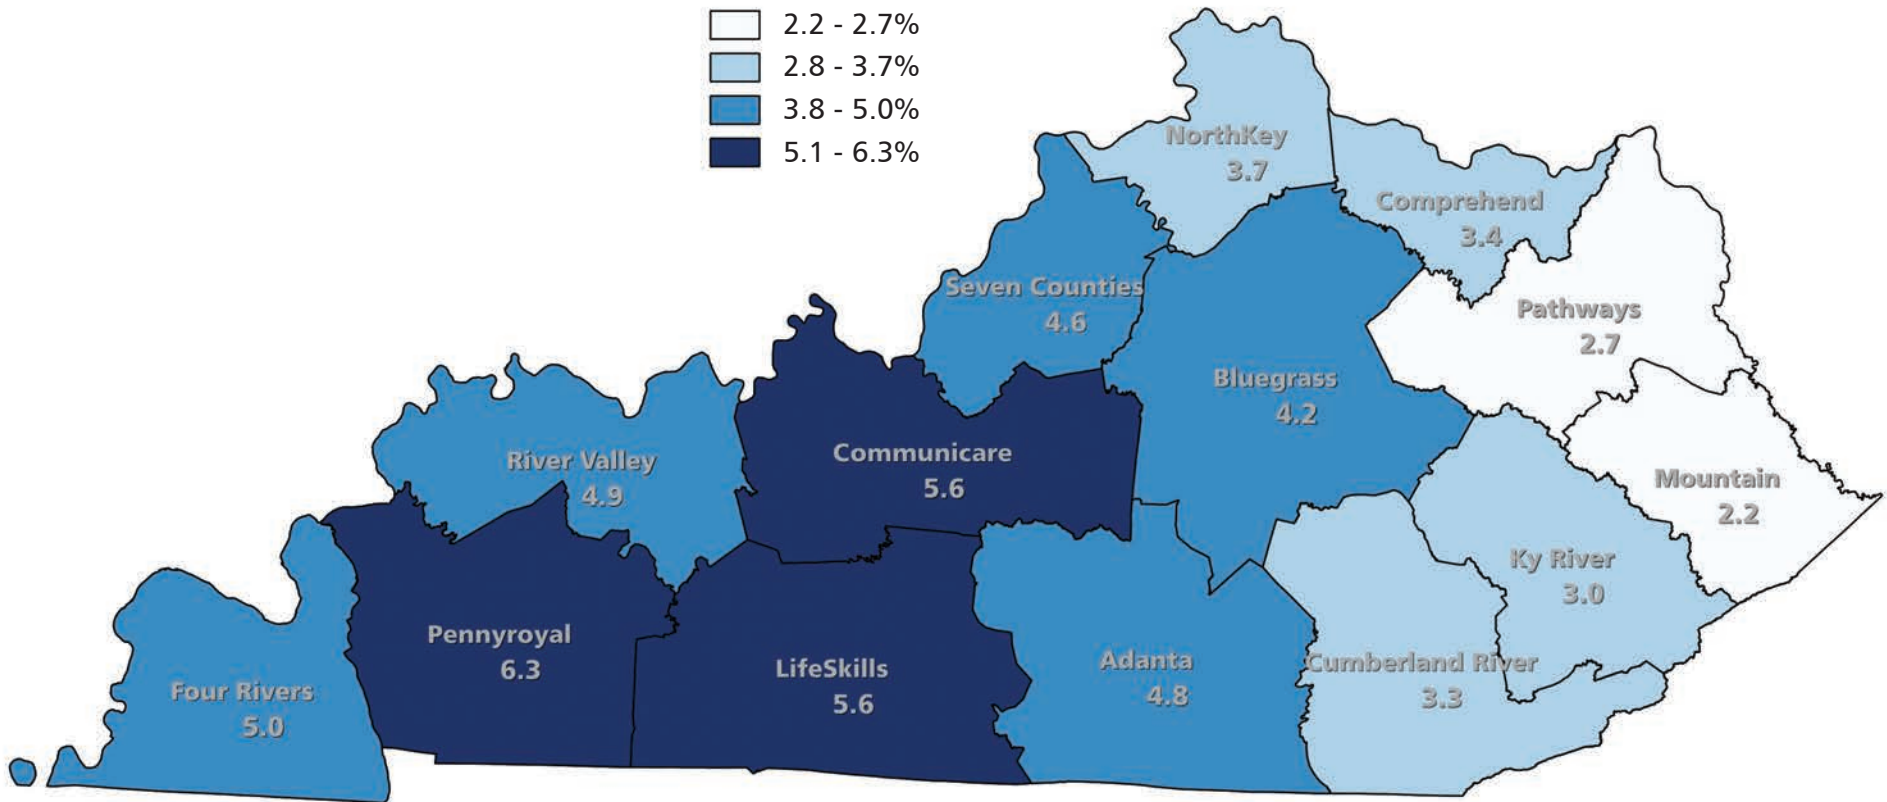 2.2 - 2.7%
2.8 - 3.7%
3.8 - 5.0%
5.1 - 6.3%
NorthKey
3.7
Comprehend
3.4
Seven Counties
4.6
Pathways
2.7
Bluegrass
4.2
Communicare
5.6
River Valley
4.9
Mountain
2.2
Ky River
3.0
Pennyroyal
6.3
LifeSkills
5.6
Adanta
4.8
Cumberland River
3.3
Four Rivers
5.0